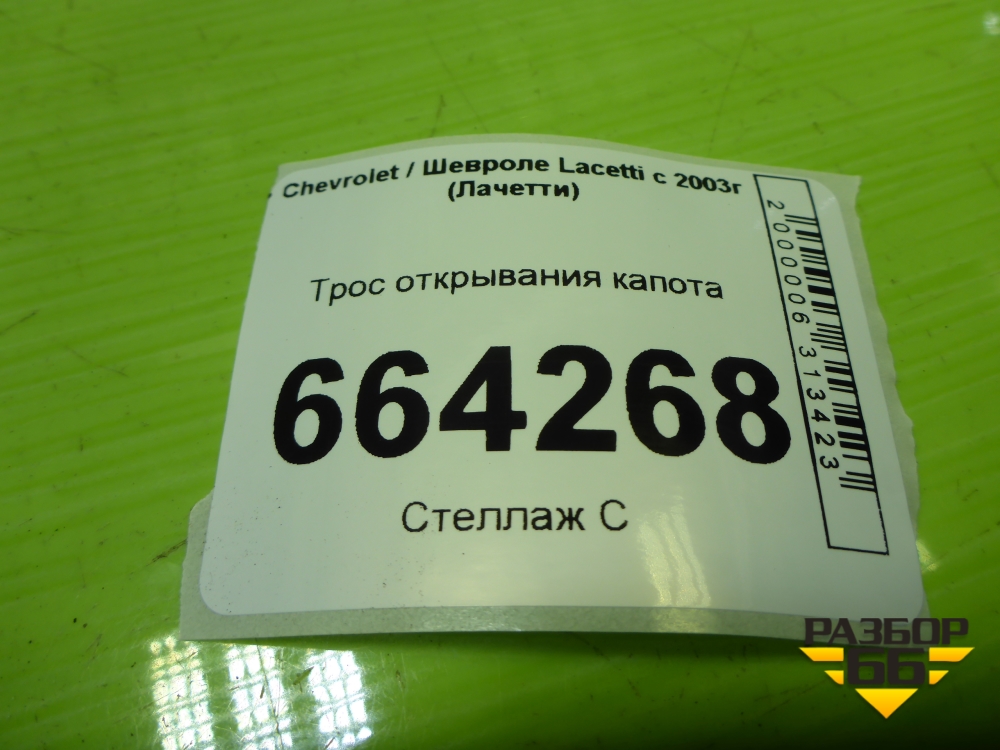 Chevrolet / Шевроле Lacetti с 2003г
(Лачетти)
Трос открывания капота
664268
Стеллаж С
2000006313423
РАЗБОР
66